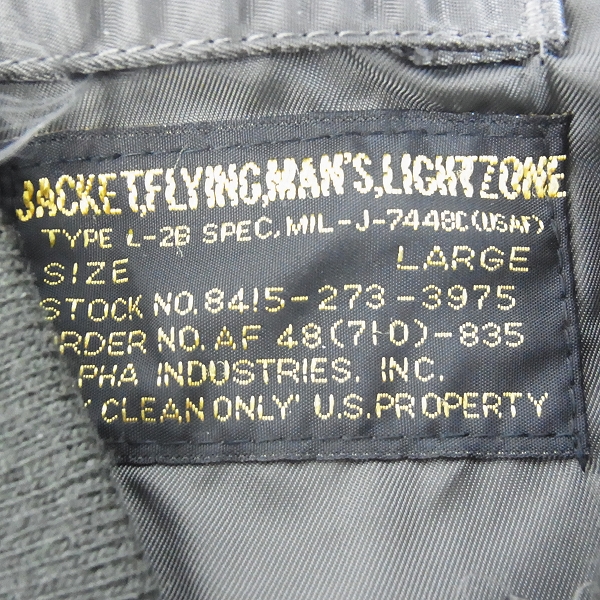 JACKET,FLYING,MAN'S,LIGHTZONE
TYPE L-2B SPEC, MIL-J-7448C(USAF)
SIZE LARGE
STOCK NO. 8415-273-3975
RDER NO. AF 48(710)-835
PHA INDUSTRIES. INC.
CLEAN ONLY' U.S. PROPERTY